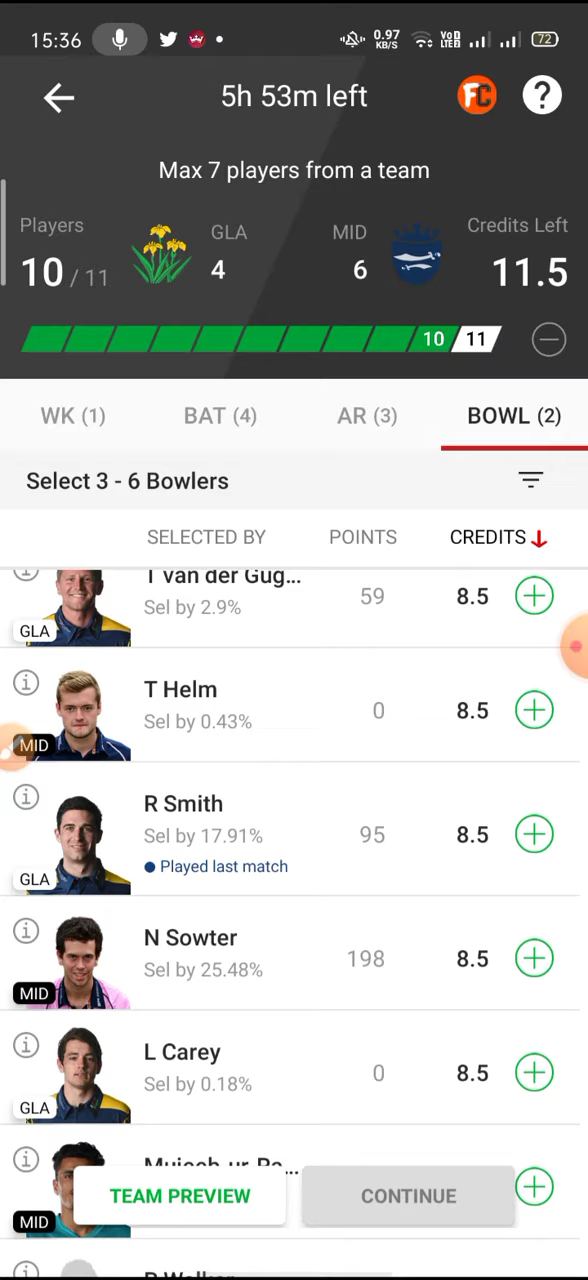 15:36
0.97 KB/S
VoD LTE
72
5h 53m left
FC
?
Max 7 players from a team
Players
GLA
MID
Credits Left
10 / 11
4
6
11.5
10
11
WK (1)
BAT (4)
AR (3)
BOWL (2)
Select 3 - 6 Bowlers
SELECTED BY
POINTS
CREDITS
T van der Gug...
Sel by 2.9%
59
8.5
GLA
T Helm
Sel by 0.43%
0
8.5
MID
R Smith
Sel by 17.91%
Played last match
95
8.5
GLA
N Sowter
Sel by 25.48%
198
8.5
MID
L Carey
Sel by 0.18%
0
8.5
GLA
MID
TEAM PREVIEW
CONTINUE